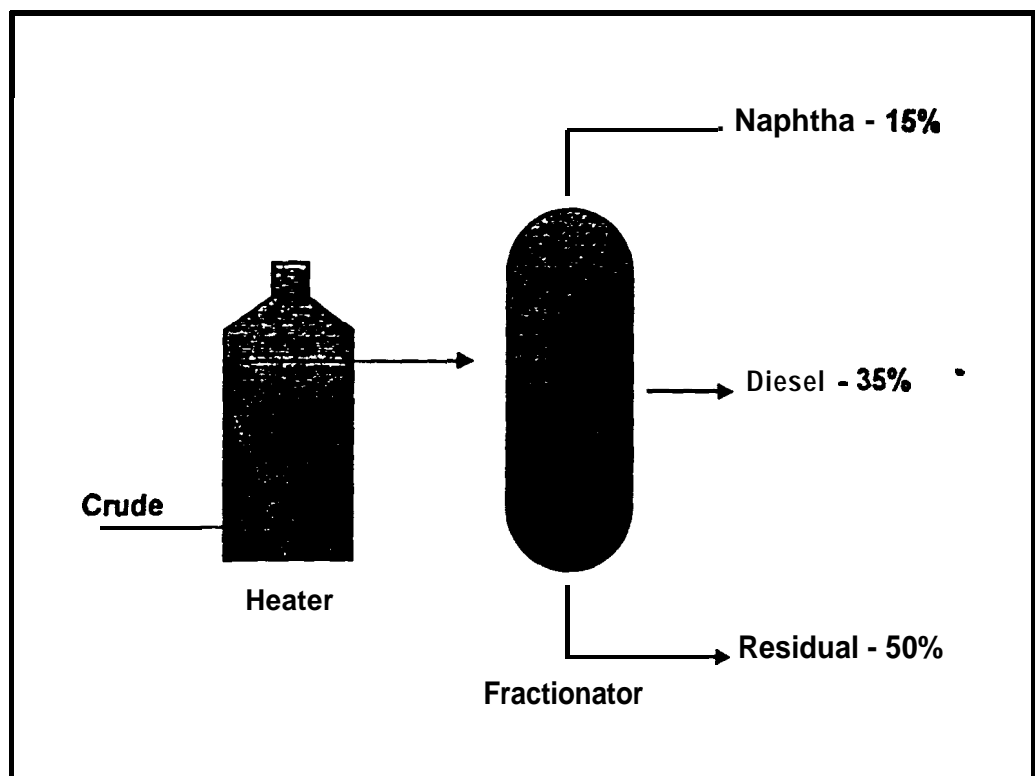 Naphtha - 15%
Diesel - 35%
Crude
Heater
Residual - 50%
Fractionator